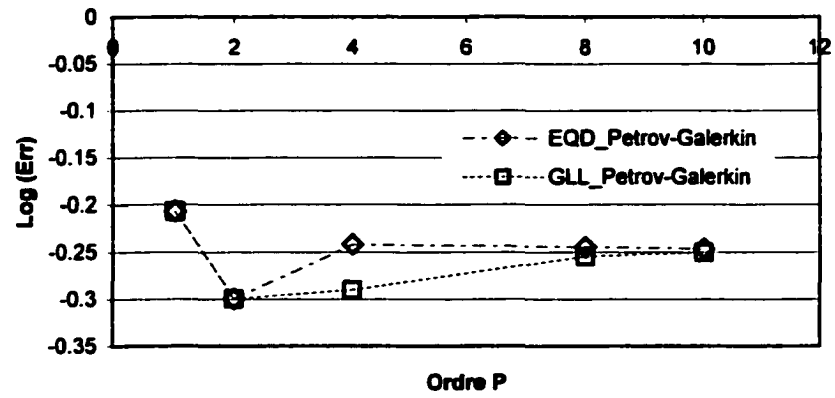 0
0 2 4 6 8 10 12
-0.05
-0.1
-0.15
-0.2
-0.25
-0.3
-0.35
Log (Err)
EQD_Petrov-Galerkin
GLL_Petrov-Galerkin
Ordre P